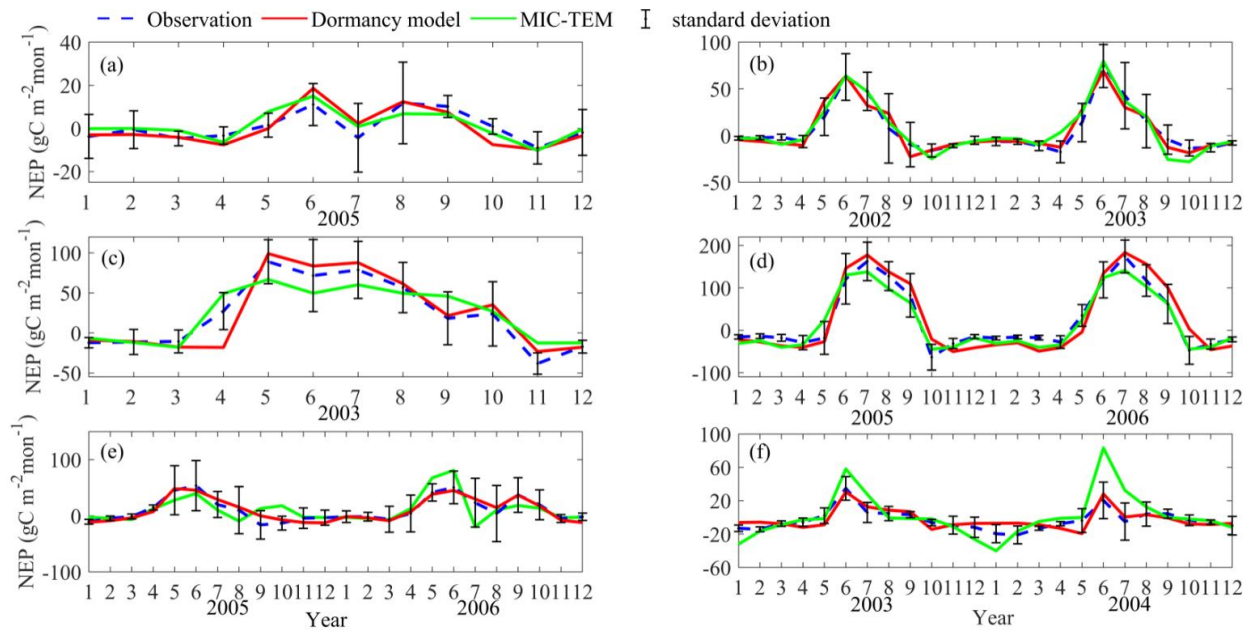 Observation Dormancy model MIC-TEM standard deviation
(a)
NEP (gC m⁻²mon⁻¹)
40
20
0
-20
1 2 3 4 5 6 7 8 9 10 11 12
2005
(b)
100
50
0
-50
1 2 3 4 5 6 7 8 9 10 11 12 1 2 3 4 5 6 7 8 9 10 11 12
2002 2003
(c)
NEP (gC m⁻²mon⁻¹)
100
50
0
-50
1 2 3 4 5 6 7 8 9 10 11 12
2003
(d)
200
100
0
-100
1 2 3 4 5 6 7 8 9 10 11 12 1 2 3 4 5 6 7 8 9 10 11 12
2005 2006
(e)
NEP (gC m⁻²mon⁻¹)
100
0
-100
1 2 3 4 5 6 7 8 9 10 11 12 1 2 3 4 5 6 7 8 9 10 11 12
2005 2006
Year
(f)
100
60
20
-20
-60
1 2 3 4 5 6 7 8 9 10 11 12 1 2 3 4 5 6 7 8 9 10 11 12
2003 2004
Year